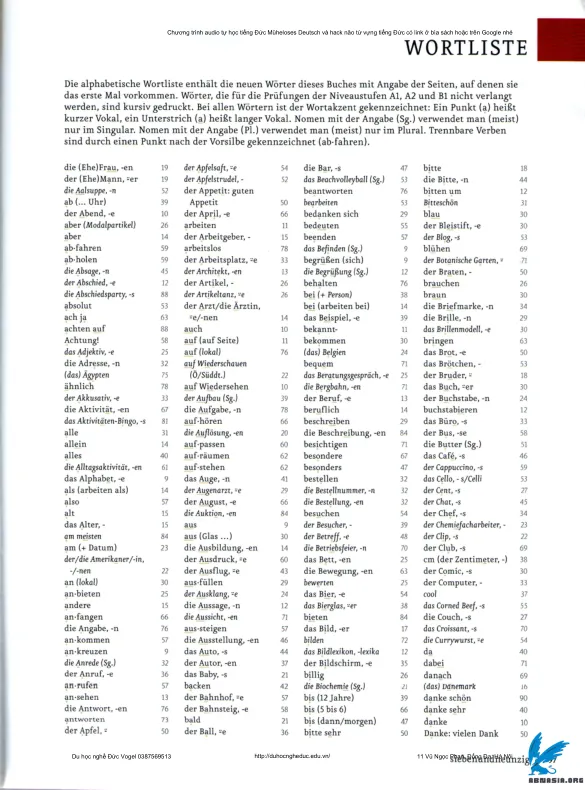 Chương trình audio tự học tiếng Đức Müheloses Deutsch và hack não từ vựng tiếng Đức có link ở bìa sách hoặc trên Google nhé
WORTLISTE
Die alphabetische Wortliste enthält die neuen Wörter dieses Buches mit Angabe der Seiten, auf denen sie
das erste Mal vorkommen. Wörter, die für die Prüfungen der Niveaustufen A1, A2 und B1 nicht verlangt
werden, sind kursiv gedruckt. Bei allen Wörtern ist der Wortakzent gekennzeichnet: Ein Punkt (ạ) heißt
kurzer Vokal, ein Unterstrich (a̲) heißt langer Vokal. Nomen mit der Angabe (Sg.) verwendet man (meist)
nur im Singular. Nomen mit der Angabe (Pl.) verwendet man (meist) nur im Plural. Trennbare Verben
sind durch einen Punkt nach der Vorsilbe gekennzeichnet (ab·fahren).
die (Ehe)Frau, -en 19
der (Ehe)Mann, ¨-er 19
die Aalsuppe, -n 52
ab (... Uhr) 39
der Abend, -e 10
aber (Modalpartikel) 26
aber 14
ab·fahren 59
ab·holen 59
die Absage, -n 45
der Abschied, -e 12
die Abschiedsparty, -s 88
absolut 53
ach ja 63
achten auf 88
Achtung! 58
das Adjektiv, -e 25
die Adresse, -n 32
(das) Ägypten 75
ähnlich 78
der Akkusativ, -e 33
die Aktivität, -en 67
das Aktivitäten-Bingo, -s 81
alle 31
allein 14
alles 40
die Alltagsaktivität, -en 61
das Alphabet, -e 9
als (arbeiten als) 14
also 57
alt 15
das Alter, - 15
am meisten 84
am (+ Datum) 23
der/die Amerikaner/-in,
-/-nen 22
an (lokal) 30
an·bieten 25
andere 15
an·fangen 66
die Angabe, -n 76
an·kommen 57
an·kreuzen 9
die Anrede (Sg.) 32
der Anruf, -e 36
an·rufen 57
an·sehen 13
die Antwort, -en 76
antworten 73
der Apfel, ¨- 50
der Apfelsaft, ¨-e 54
der Apfelstrudel, - 52
der Appetit: guten
Appetit 50
der April, -e 66
arbeiten 11
der Arbeitgeber, - 15
arbeitslos 78
der Arbeitsplatz, ¨-e 33
der Architekt, -en 13
der Artikel, - 26
der Artikeltanz, ¨-e 26
der Arzt/die Ärztin,
¨-e/-nen 14
auch 10
auf (auf Seite) 11
auf (lokal) 76
auf Wiederschauen
(Ö/Süddt.) 22
auf Wiedersehen 10
der Aufbau (Sg.) 39
die Aufgabe, -n 78
auf·hören 66
die Auflösung, -en 20
auf·passen 60
auf·räumen 62
auf·stehen 62
das Auge, -n 41
der Augenarzt, ¨-e 29
der August, -e 66
die Auktion, -en 84
aus 9
aus (Glas ...) 30
die Ausbildung, -en 14
der Ausdruck, ¨-e 60
der Ausflug, ¨-e 43
aus·füllen 29
der Ausklang, ¨-e 24
die Aussage, -n 12
die Aussicht, -en 71
aus·steigen 57
die Ausstellung, -en 46
das Auto, -s 44
der Autor, -en 37
das Baby, -s 21
backen 42
der Bahnhof, ¨-e 57
der Bahnsteig, -e 58
bald 21
der Ball, ¨-e 36
die Bar, -s 47
das Beachvolleyball (Sg.) 53
beantworten 76
bearbeiten 53
bedanken sich 29
bedeuten 55
beenden 57
das Befinden (Sg.) 9
begrüßen (sich) 9
die Begrüßung (Sg.) 12
behalten 76
bei (+ Person) 38
bei (arbeiten bei) 14
das Beispiel, -e 39
bekannt- 11
bekommen 30
(das) Belgien 24
bequem 71
das Beratungsgespräch, -e 25
die Bergbahn, -en 71
der Beruf, -e 13
beruflich 14
beschreiben 29
die Beschreibung, -en 84
besichtigen 71
besondere 67
besonders 47
bestellen 32
die Bestellnummer, -n 32
die Bestellung, -en 32
besuchen 54
der Besucher, - 39
der Betreff, -e 48
die Betriebsfeier, -n 70
das Bett, -en 25
die Bewegung, -en 63
bewerten 25
das Bier, -e 54
das Bierglas, ¨-er 38
bieten 84
das Bild, -er 17
bilden 72
das Bildlexikon, -lexika 12
der Bildschirm, -e 35
billig 26
die Biochemie (Sg.) 21
bis (12 Jahre) 39
bis (5 bis 6) 66
bis (dann/morgen) 47
bitte sehr 50
bitte 18
die Bitte, -n 44
bitten um 12
Bitteschön 31
blau 30
der Bleistift, -e 30
der Blog, -s 53
blühen 69
der Botanische Garten, ¨- 71
der Braten, - 50
brauchen 26
braun 30
die Briefmarke, -n 34
die Brille, -n 29
das Brillenmodell, -e 30
bringen 63
das Brot, -e 50
das Brötchen, - 53
der Bruder, ¨- 18
das Buch, ¨-er 30
der Buchstabe, -n 24
buchstabieren 12
das Büro, -s 33
der Bus, -se 58
die Butter (Sg.) 51
das Café, -s 46
der Cappuccino, -s 59
das Cello, - s/Celli 53
der Cent, -s 27
der Chat, -s 45
der Chef, -s 34
der Chemiefacharbeiter, - 23
der Clip, -s 22
der Club, -s 69
cm (der Zentimeter, -) 38
der Comic, -s 30
der Computer, - 33
cool 37
das Corned Beef, -s 55
die Couch, -s 27
das Croissant, -s 70
die Currywurst, ¨-e 54
da 40
dabei 71
danach 69
(das) Dänemark 16
danke schön 90
danke sehr 40
danke 10
Danke: vielen Dank 50
Du học nghề Đức Vogel 0387569513
http://duhocngheduc.edu.vn/
11 Vũ Ngọc Phan, Đống Đa, Hà Nội